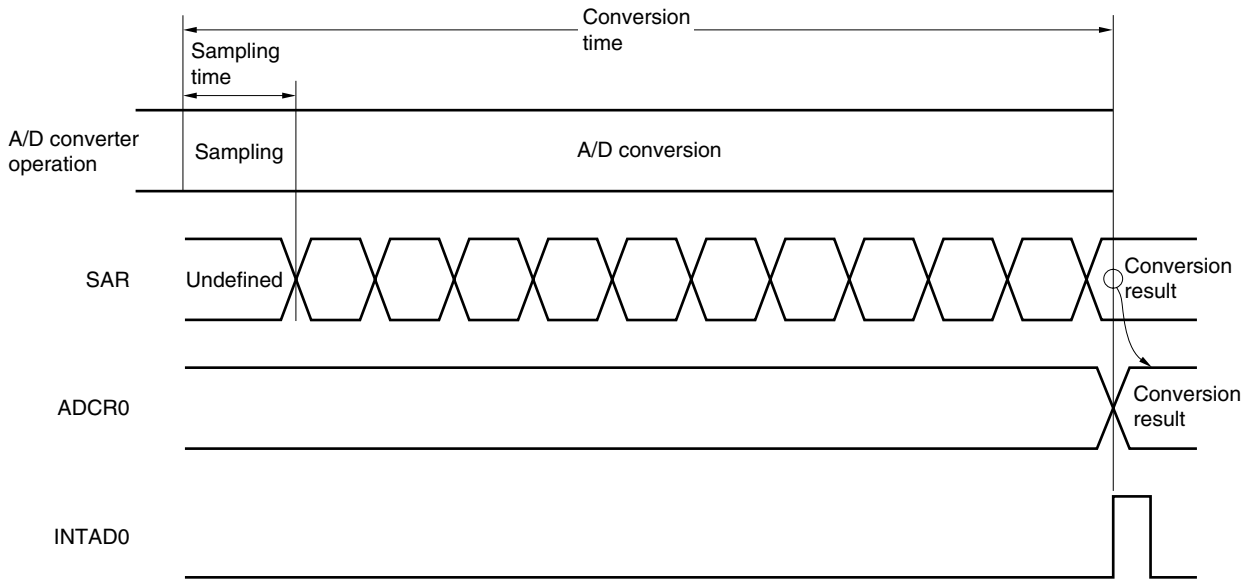 Conversion
time
Sampling
time
A/D converter
operation
Sampling
A/D conversion
SAR
Undefined
Conversion
result
ADCR0
Conversion
result
INTAD0